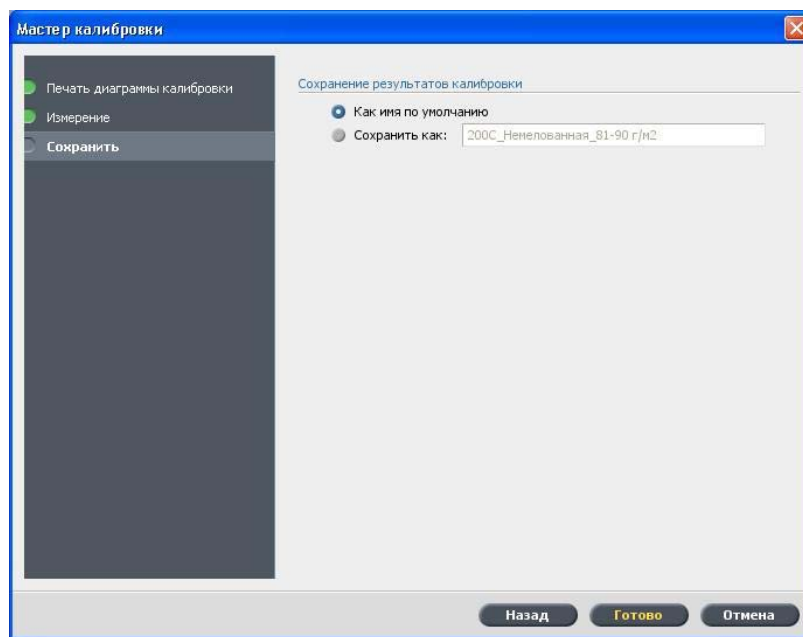 Мастер калибровки
Печать диаграммы калибровки
Измерение
Сохранить
Сохранение результатов калибровки
Как имя по умолчанию
Сохранить как: 200C_Немелованная_81-90 г/м2
Назад Готово Отмена